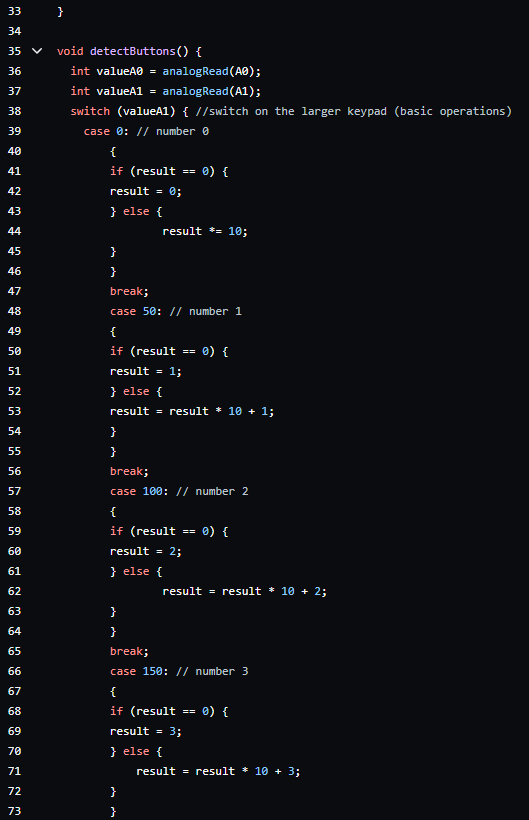 33 }
34
35 void detectButtons() {
36 int valueA0 = analogRead(A0);
37 int valueA1 = analogRead(A1);
38 switch (valueA1) { //switch on the larger keypad (basic operations)
39 case 0: // number 0
40 {
41 if (result == 0) {
42 result = 0;
43 } else {
44 result *= 10;
45 }
46 }
47 break;
48 case 50: // number 1
49 {
50 if (result == 0) {
51 result = 1;
52 } else {
53 result = result * 10 + 1;
54 }
55 }
56 break;
57 case 100: // number 2
58 {
59 if (result == 0) {
60 result = 2;
61 } else {
62 result = result * 10 + 2;
63 }
64 }
65 break;
66 case 150: // number 3
67 {
68 if (result == 0) {
69 result = 3;
70 } else {
71 result = result * 10 + 3;
72 }
73 }